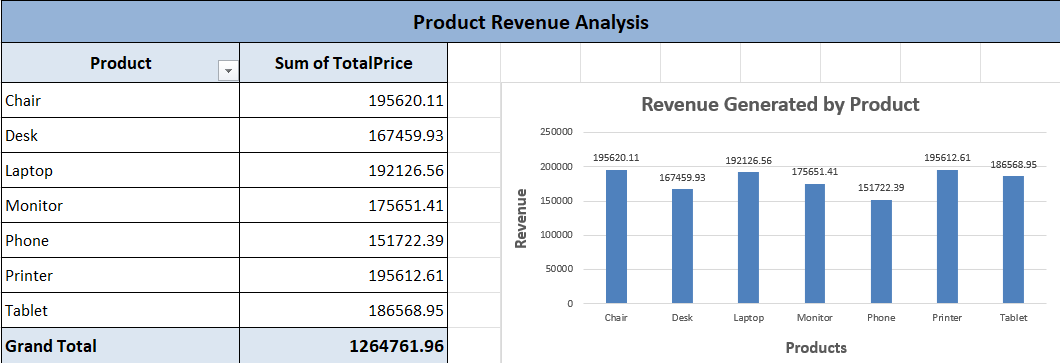 Product Revenue Analysis
Product Sum of TotalPrice
Chair 195620.11
Desk 167459.93
Laptop 192126.56
Monitor 175651.41
Phone 151722.39
Printer 195612.61
Tablet 186568.95
Grand Total 1264761.96
Revenue Generated by Product
Revenue
250000
200000
150000
100000
50000
0
195620.11 167459.93 192126.56 175651.41 151722.39 195612.61 186568.95
Chair Desk Laptop Monitor Phone Printer Tablet
Products